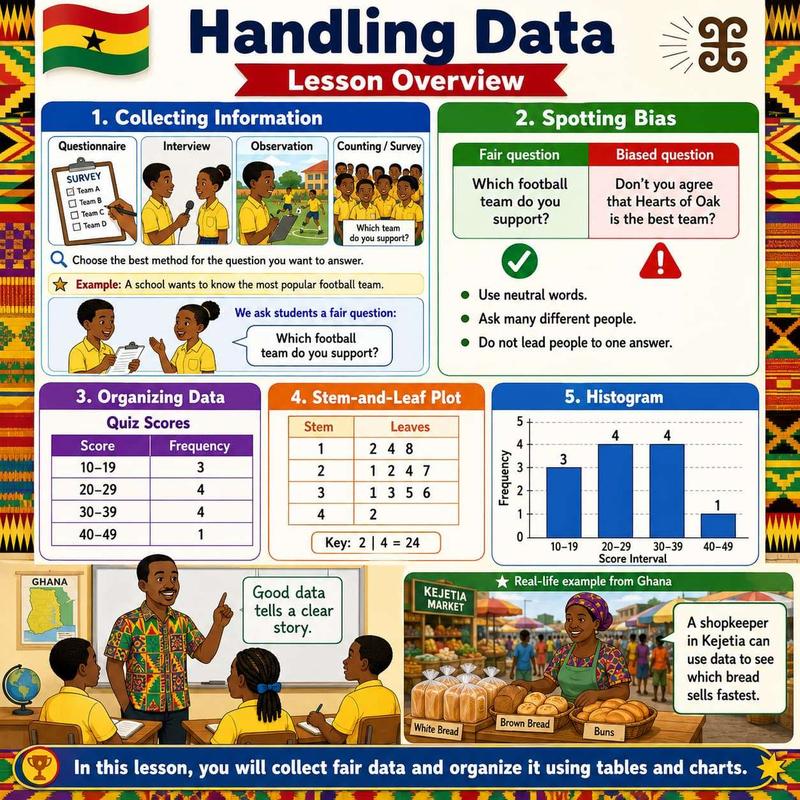 Handling Data
Lesson Overview
1. Collecting Information
Questionnaire
SURVEY
Team A
Team B
Team C
Team D
Interview
Observation
Counting / Survey
Which team
do you support?
Choose the best method for the question you want to answer.
Example: A school wants to know the most popular football team.
We ask students a fair question:
Which football
team do you support?
2. Spotting Bias
Fair question
Biased question
Which football
team do you
support?
Don't you agree
that Hearts of Oak
is the best team?
Use neutral words.
Ask many different people.
Do not lead people to one answer.
3. Organizing Data
Quiz Scores
Score Frequency
10–19 3
20–29 4
30–39 4
40–49 1
4. Stem-and-Leaf Plot
Stem Leaves
1 2 4 8
2 1 2 4 7
3 1 3 5 6
4 2
Key: 2 | 4 = 24
5. Histogram
Frequency
5
4
3
2
1
0
3
4
4
1
10–19 20–29 30–39 40–49
Score Interval
GHANA
Good data
tells a clear
story.
Real-life example from Ghana
KEJETIA
MARKET
A shopkeeper
in Kejetia can
use data to see
which bread
sells fastest.
White Bread
Brown Bread
Buns
In this lesson, you will collect fair data and organize it using tables and charts.